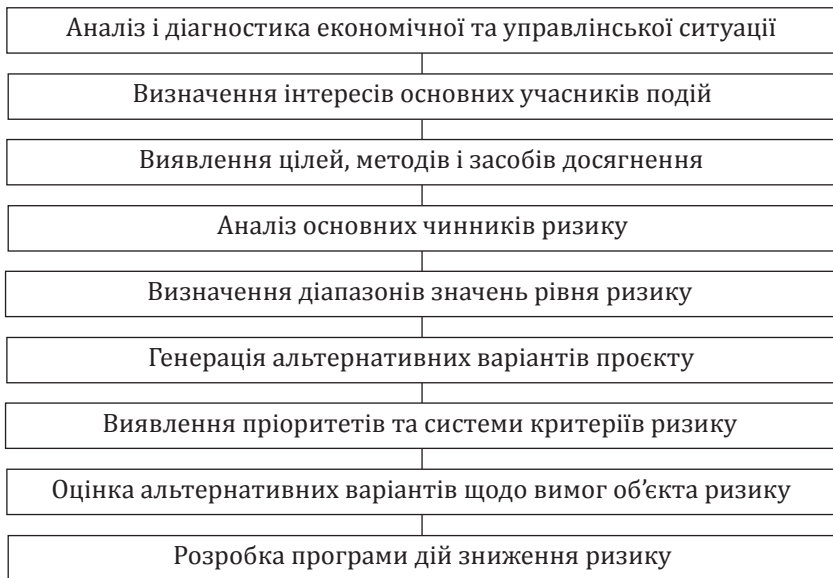 Аналіз і діагностика економічної та управлінської ситуації
Визначення інтересів основних учасників подій
Виявлення цілей, методів і засобів досягнення
Аналіз основних чинників ризику
Визначення діапазонів значень рівня ризику
Генерація альтернативних варіантів проєкту
Виявлення пріоритетів та системи критеріїв ризику
Оцінка альтернативних варіантів щодо вимог об’єкта ризику
Розробка програми дій зниження ризику